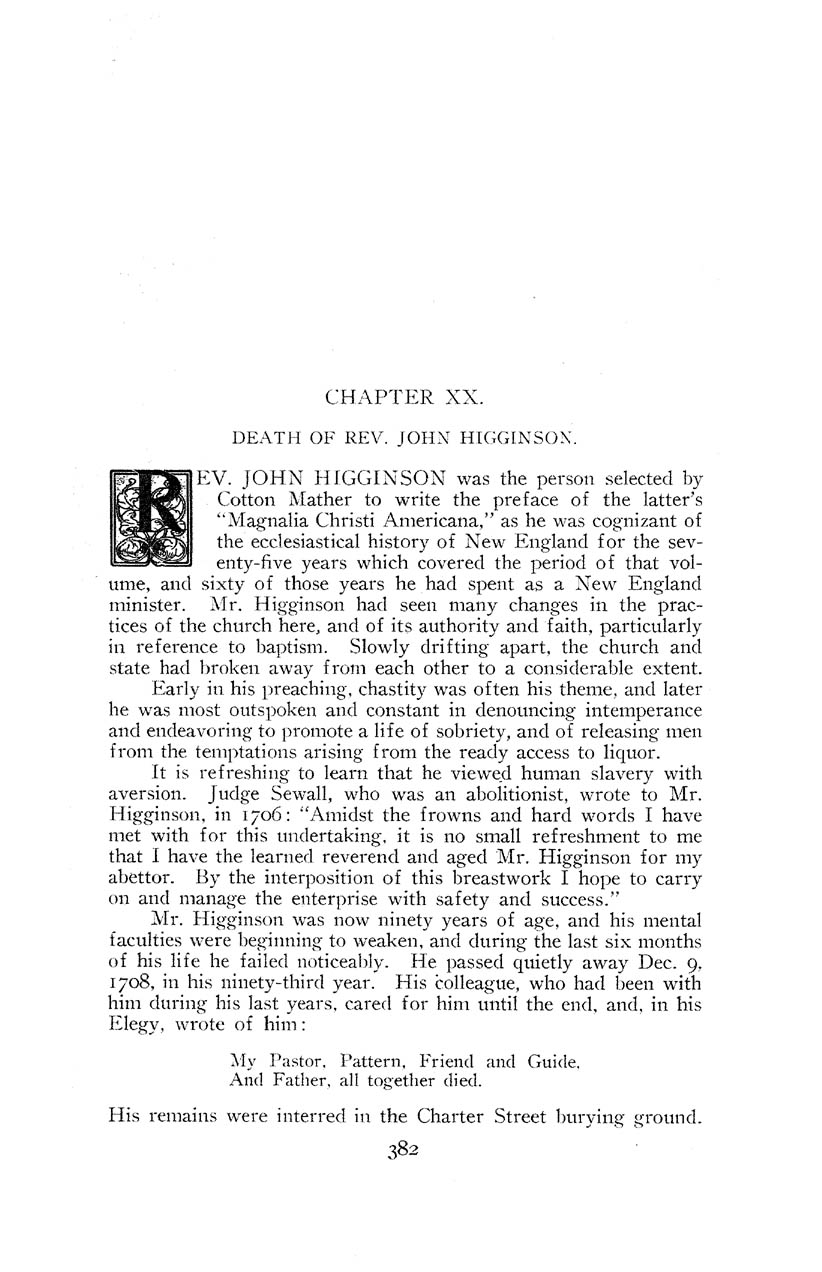 CHAPTER XX.
DEATH OF REV. JOHN HIGGINSON.
REV. JOHN HIGGINSON was the person selected by
Cotton Mather to write the preface of the latter's
"Magnalia Christi Americana," as he was cognizant of
the ecclesiastical history of New England for the sev-
enty-five years which covered the period of that vol-
ume, and sixty of those years he had spent as a New England
minister. Mr. Higginson had seen many changes in the prac-
tices of the church here, and of its authority and faith, particularly
in reference to baptism. Slowly drifting apart, the church and
state had broken away from each other to a considerable extent.
Early in his preaching, chastity was often his theme, and later
he was most outspoken and constant in denouncing intemperance
and endeavoring to promote a life of sobriety, and of releasing men
from the temptations arising from the ready access to liquor.
It is refreshing to learn that he viewed human slavery with
aversion. Judge Sewall, who was an abolitionist, wrote to Mr.
Higginson, in 1706: "Amidst the frowns and hard words I have
met with for this undertaking, it is no small refreshment to me
that I have the learned reverend and aged Mr. Higginson for my
abettor. By the interposition of this breastwork I hope to carry
on and manage the enterprise with safety and success."
Mr. Higginson was now ninety years of age, and his mental
faculties were beginning to weaken, and during the last six months
of his life he failed noticeably. He passed quietly away Dec. 9,
1708, in his ninety-third year. His colleague, who had been with
him during his last years, cared for him until the end, and, in his
Elegy, wrote of him:
My Pastor, Pattern, Friend and Guide,
And Father, all together died.
His remains were interred in the Charter Street burying ground.
382